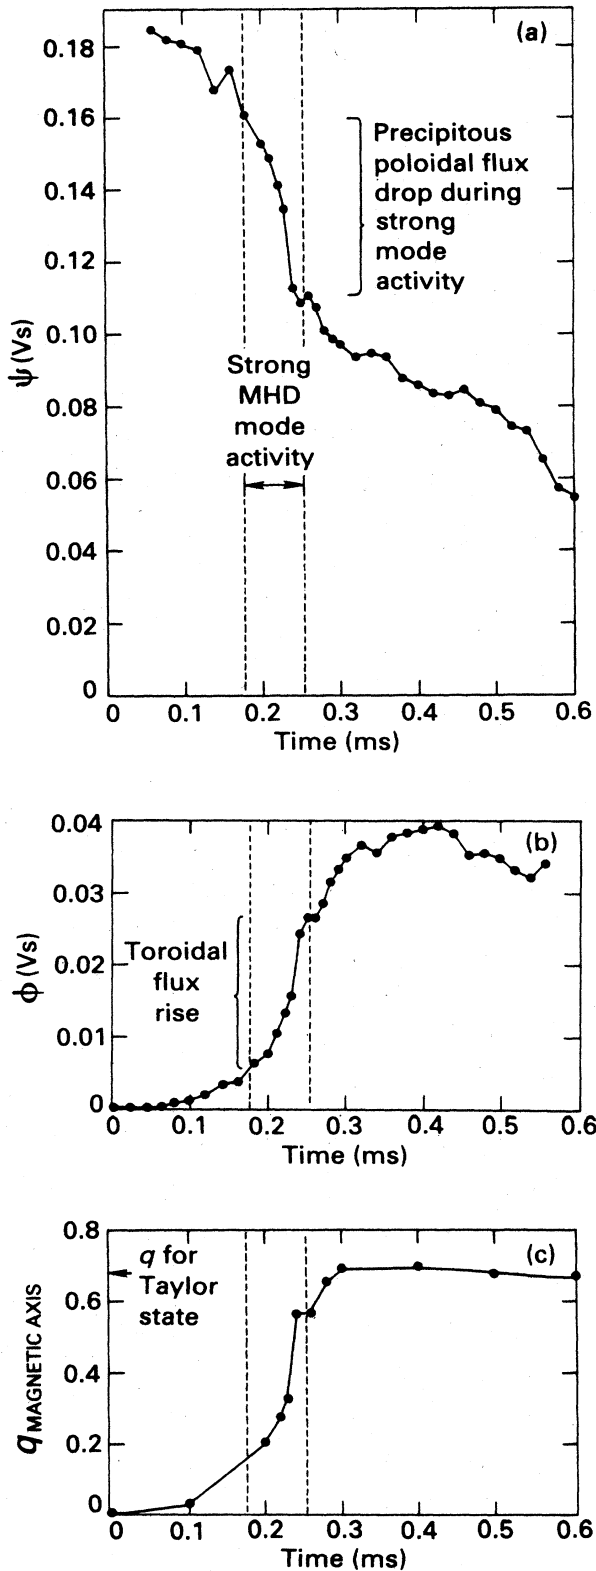 (a)
0.18
0.16
0.14
0.12
0.10
0.08
0.06
0.04
0.02
0
ψ (Vs)
Precipitous
poloidal flux
drop during
strong
mode
activity
Strong
MHD
mode
activity
0 0.1 0.2 0.3 0.4 0.5 0.6
Time (ms)
(b)
0.04
0.03
0.02
0.01
0
ϕ (Vs)
Toroidal
flux
rise
0 0.1 0.2 0.3 0.4 0.5 0.6
Time (ms)
(c)
0.8
0.6
0.4
0.2
0
q MAGNETIC AXIS
q for
Taylor
state
0 0.1 0.2 0.3 0.4 0.5 0.6
Time (ms)